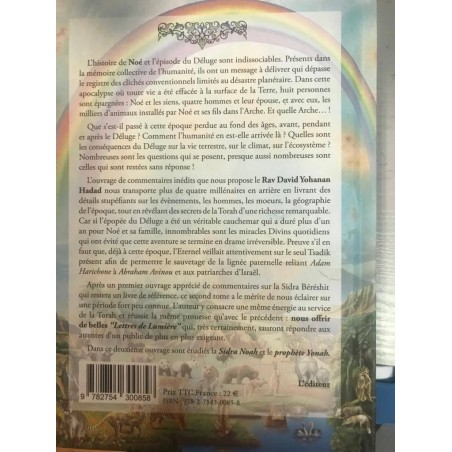 L'histoire de Noé et l'épisode du Déluge sont indissociables. Présents dans
la mémoire collective de l'humanité, ils ont un message à délivrer qui dépasse
le registre des clichés conventionnels limités au désastre planétaire. Dans cette
apocalypse où toute vie a été effacée à la surface de la Terre, huit personnes
sont épargnées : Noé et les siens, quatre hommes et leur épouse, et avec eux, les
milliers d'animaux installés par Noé et ses fils dans l'Arche. Et quelle Arche… !
Que s'est-il passé à cette époque perdue au fond des âges, avant, pendant et
après le Déluge ? Comment l'humanité en est-elle arrivée là ? Quelles sont
les conséquences du Déluge sur la vie terrestre, sur le climat, sur l'écosystème ?
Nombreuses sont les questions qui se posent, presque aussi nombreuses sont
celles qui sont restées sans réponse !
L'ouvrage de commentaires inédits que nous propose le Rav David Yohanan
Hadad nous transporte plus de quatre millénaires en arrière en livrant des
détails stupéfiants sur les évènements, les hommes, les moeurs, la géographie
de l'époque, tout en révélant des secrets de la Torah d'une richesse remarquable.
Car si l'épopée du Déluge a été un véritable cauchemar qui a duré plus d'un
an pour Noé et sa famille, innombrables sont les miracles Divins quotidiens
qui ont évité que cette aventure se termine en drame irréversible. Preuve s'il en
faut que, déjà à cette époque, l'Eternel veillait attentivement sur le seul Tsadik
présent afin de permettre le sauvetage de la lignée paternelle reliant Adam
Harichone à Abraham Avinou et aux patriarches d'Israël.
Après un premier ouvrage apprécié de commentaires sur la Sidra Béréshit
qui restera un livre de référence, ce second tome a le mérite de nous éclairer sur
une période fort peu connue. L'auteur y consacre une même énergie au service
de la Torah et réussit la même prouesse qu'avec le précédent : nous offrir de
belles "Lettres de Lumière" qui, très certainement, sauront répondre aux
attentes d'un public de plus en plus exigeant.
Dans ce deuxième ouvrage sont étudiés la Sidra Noah et le prophète Yonah.
L'éditeur
Prix TTC France : 22 €
ISBN : 978-2-7543-0085-8
9 782754 300858